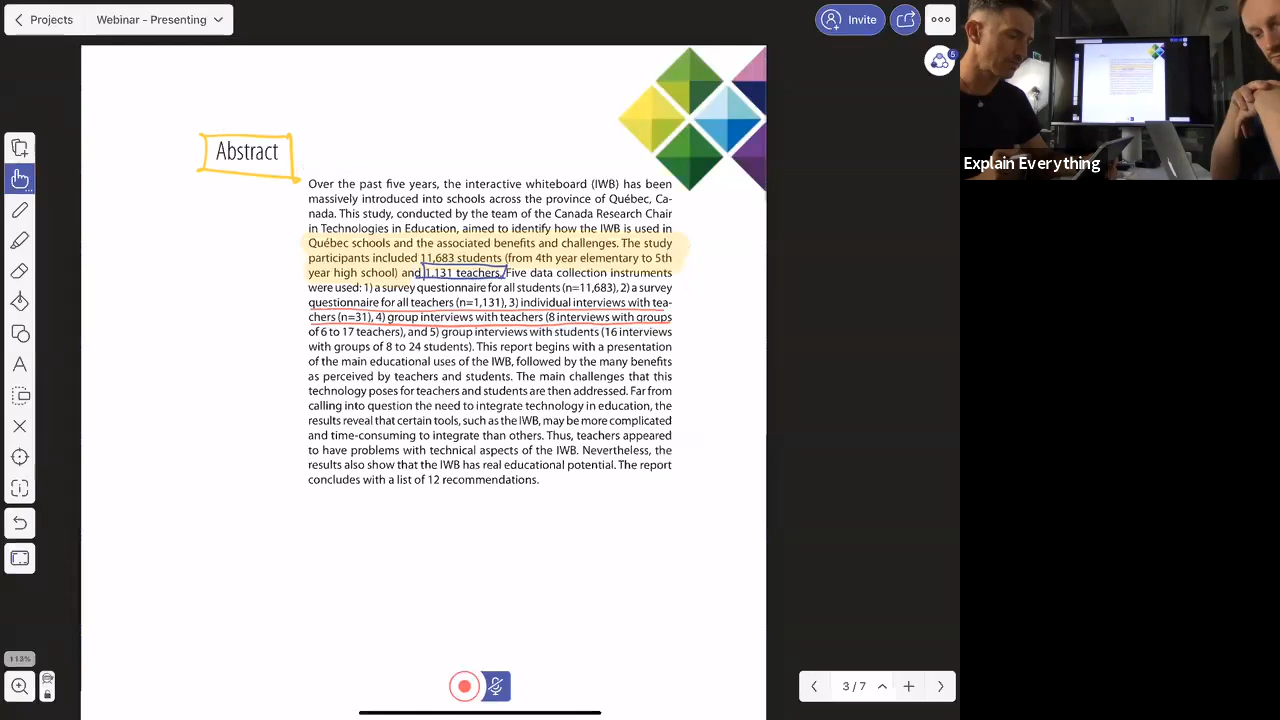 Projects
Webinar - Presenting
Invite
5
Explain Everything
Abstract
Over the past five years, the interactive whiteboard (IWB) has been
massively introduced into schools across the province of Québec, Ca-
nada. This study, conducted by the team of the Canada Research Chair
in Technologies in Education, aimed to identify how the IWB is used in
Québec schools and the associated benefits and challenges. The study
participants included 11,683 students (from 4th year elementary to 5th
year high school) and 1,131 teachers. Five data collection instruments
were used: 1) a survey questionnaire for all students (n=11,683), 2) a survey
questionnaire for all teachers (n=1,131), 3) individual interviews with tea-
chers (n=31), 4) group interviews with teachers (8 interviews with groups
of 6 to 17 teachers), and 5) group interviews with students (16 interviews
with groups of 8 to 24 students). This report begins with a presentation
of the main educational uses of the IWB, followed by the many benefits
as perceived by teachers and students. The main challenges that this
technology poses for teachers and students are then addressed. Far from
calling into question the need to integrate technology in education, the
results reveal that certain tools, such as the IWB, may be more complicated
and time-consuming to integrate than others. Thus, teachers appeared
to have problems with technical aspects of the IWB. Nevertheless, the
results also show that the IWB has real educational potential. The report
concludes with a list of 12 recommendations.
113%
3 / 7